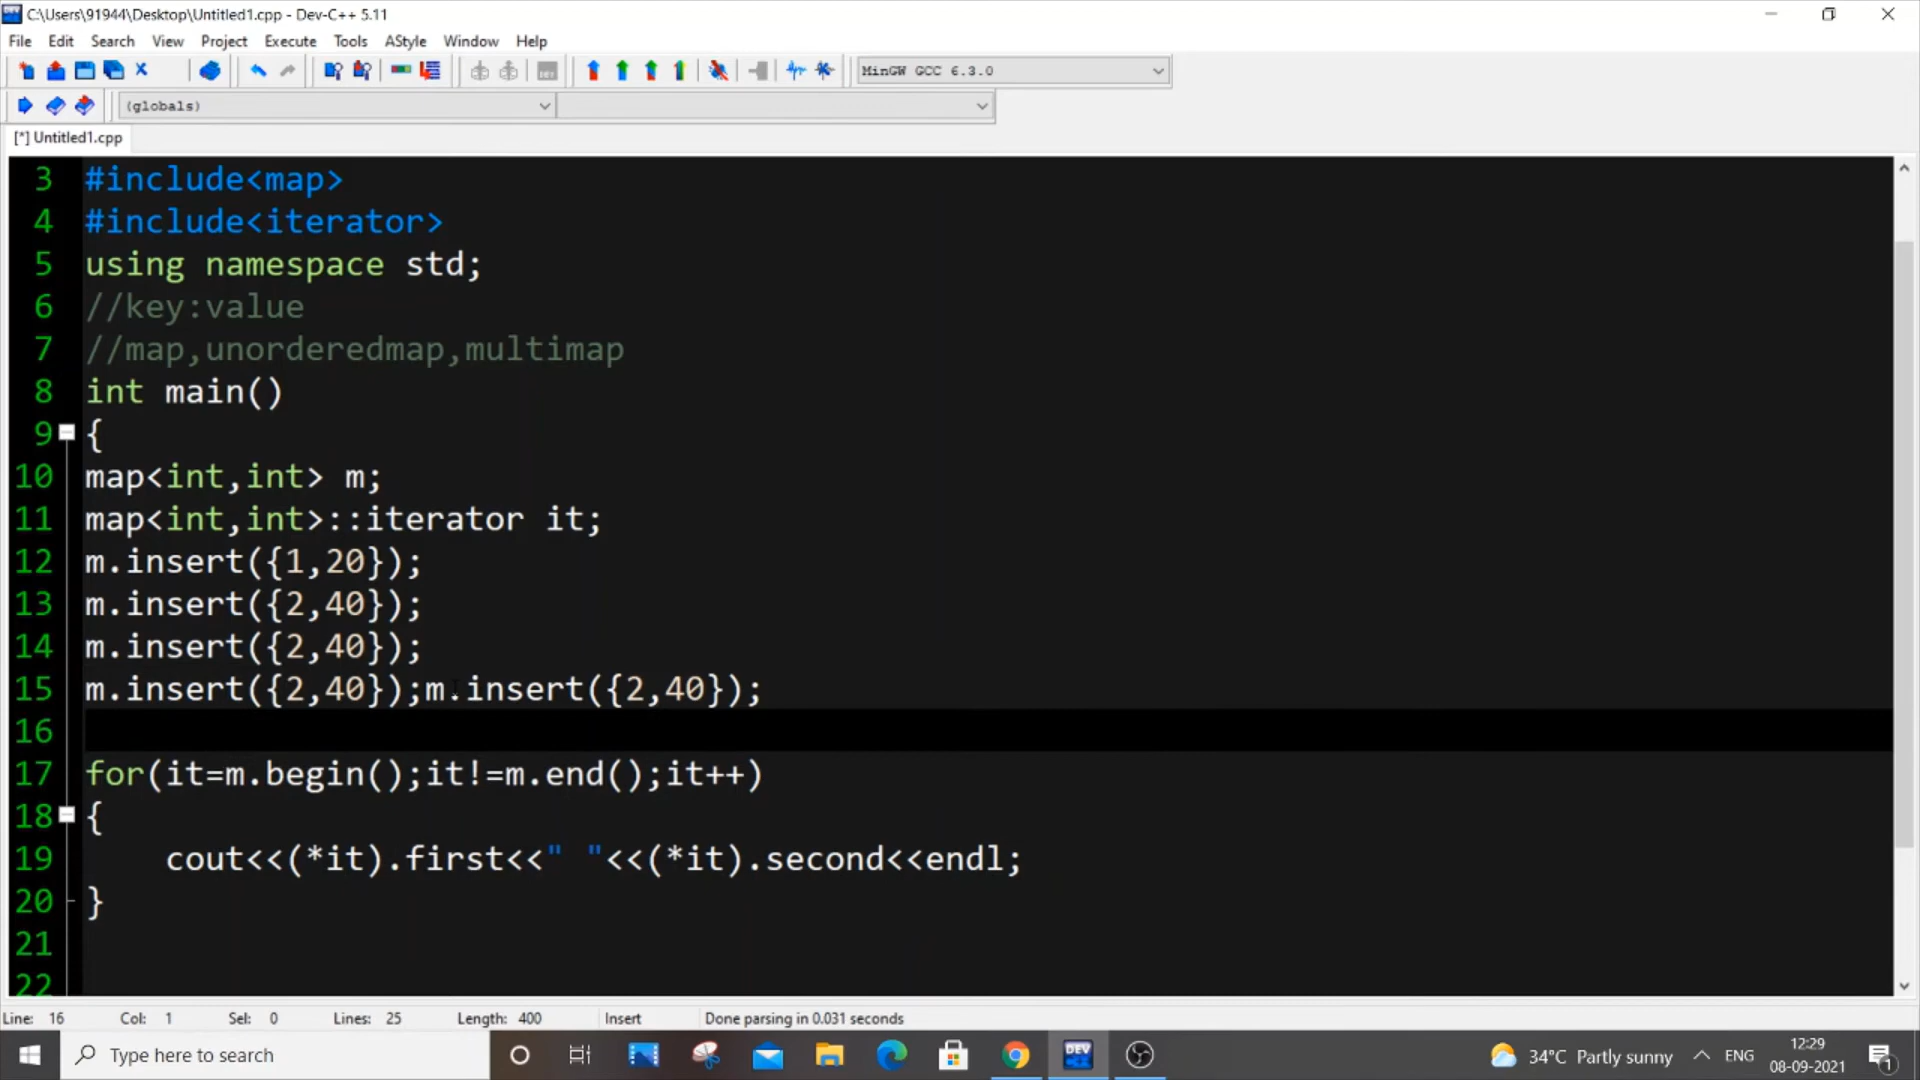 C:\Users\91944\Desktop\Untitled1.cpp - Dev-C++ 5.11
File Edit Search View Project Execute Tools AStyle Window Help
MinGW GCC 6.3.0
(globals)
[*] Untitled1.cpp
3 #include<map>
4 #include<iterator>
5 using namespace std;
6 //key:value
7 //map,unorderedmap,multimap
8 int main()
9 {
10 map<int,int> m;
11 map<int,int>::iterator it;
12 m.insert({1,20});
13 m.insert({2,40});
14 m.insert({2,40});
15 m.insert({2,40});m.insert({2,40});
16
17 for(it=m.begin();it!=m.end();it++)
18 {
19 cout<<(*it).first<<" "<<(*it).second<<endl;
20 }
21
22
Line: 16 Col: 1 Sel: 0 Lines: 25 Length: 400 Insert Done parsing in 0.031 seconds
Type here to search
DEV
34°C Partly sunny
ENG
12:29
08-09-2021
1